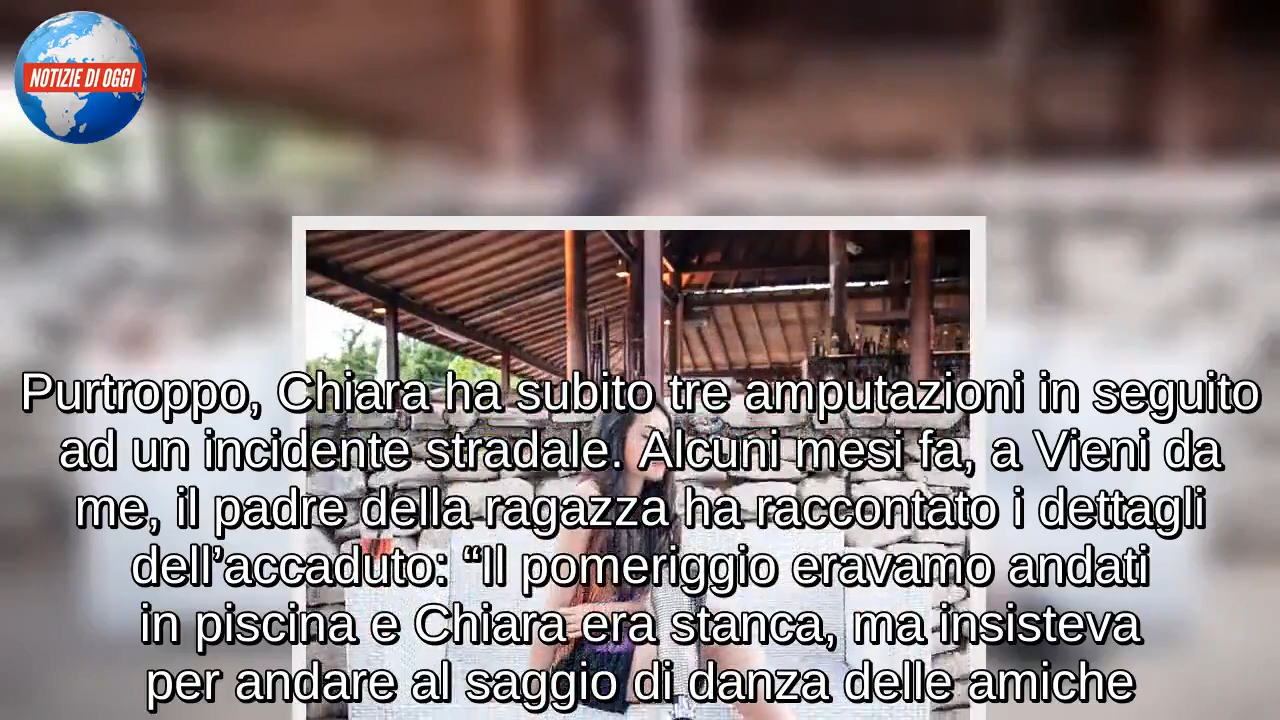 NOTIZIE DI OGGI
Purtroppo, Chiara ha subito tre amputazioni in seguito
ad un incidente stradale. Alcuni mesi fa, a Vieni da
me, il padre della ragazza ha raccontato i dettagli
dell’accaduto: “Il pomeriggio eravamo andati
in piscina e Chiara era stanca, ma insisteva
per andare al saggio di danza delle amiche